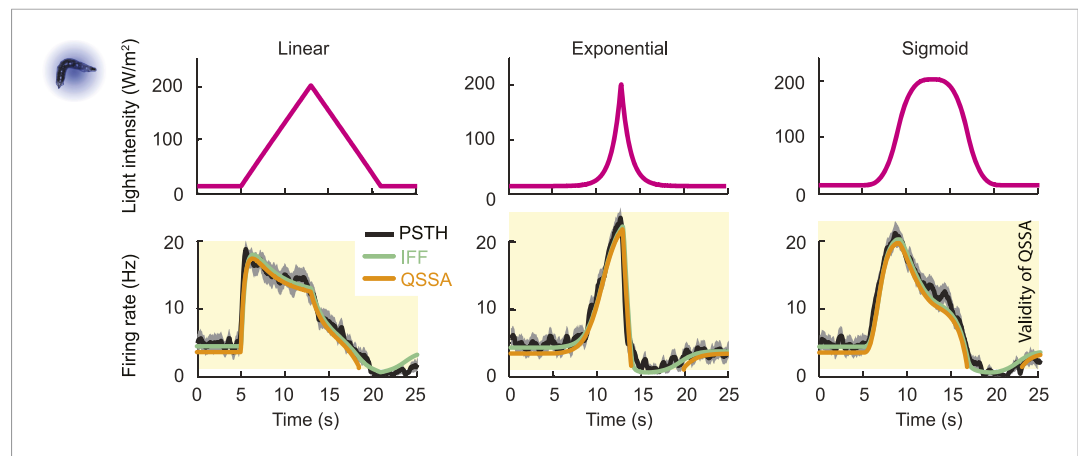 Linear
Exponential
Sigmoid
Light intensity (W/m²)
200
100
0
200
100
0
200
100
0
Firing rate (Hz)
20
10
0
PSTH
IFF
QSSA
20
10
0
20
10
0
Validity of QSSA
0 5 10 15 20 25
0 5 10 15 20 25
0 5 10 15 20 25
Time (s)
Time (s)
Time (s)